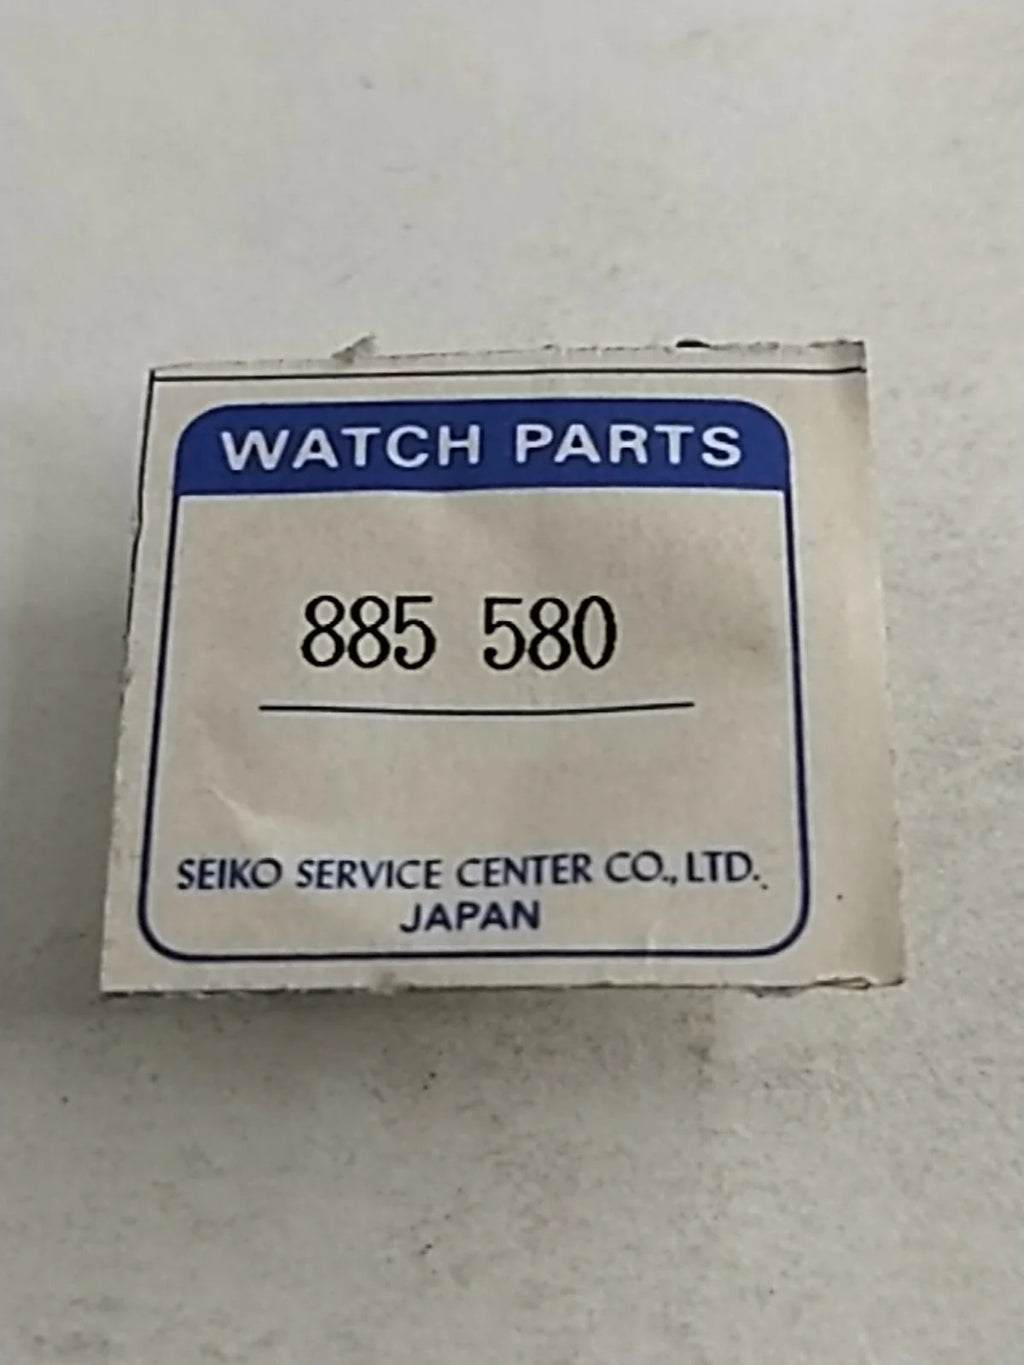 WATCH PARTS
885 580
SEIKO SERVICE CENTER CO., LTD.
JAPAN